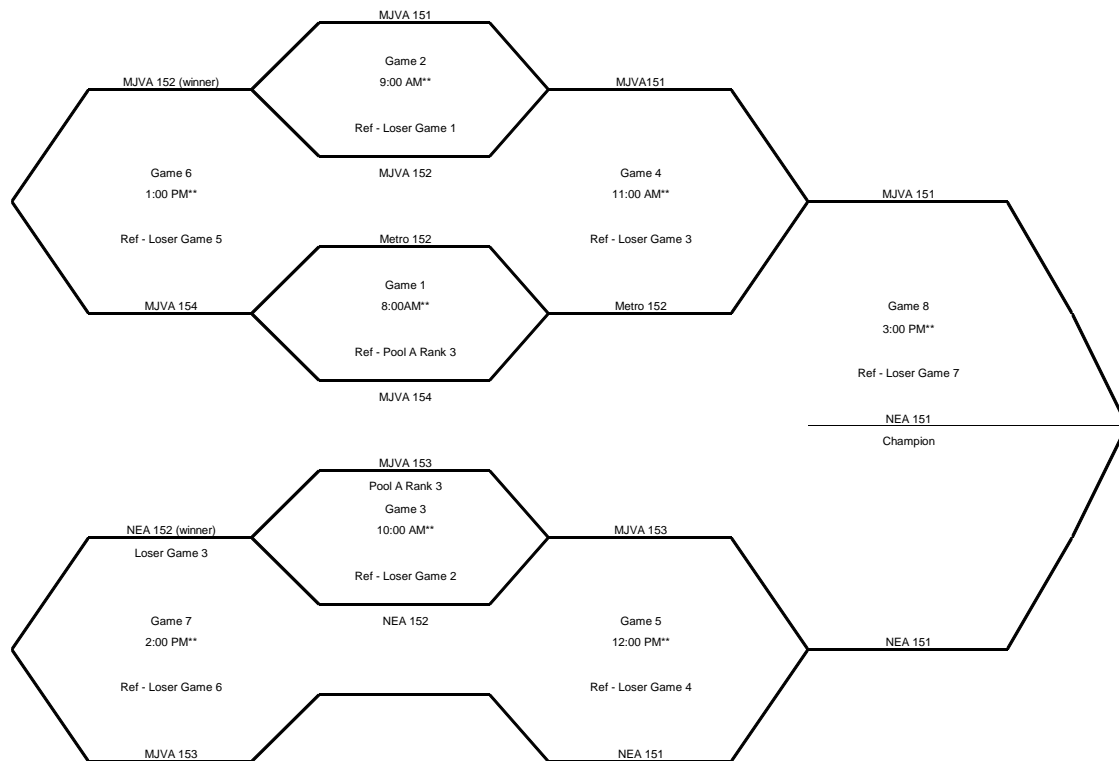 MJVA 151
Game 2
MJVA 152 (winner)
9:00 AM**
MJVA151
Ref - Loser Game 1
Game 6
MJVA 152
Game 4
1:00 PM**
11:00 AM**
MJVA 151
Ref - Loser Game 5
Metro 152
Ref - Loser Game 3
Game 1
MJVA 154
8:00AM**
Metro 152
Game 8
3:00 PM**
Ref - Pool A Rank 3
Ref - Loser Game 7
MJVA 154
NEA 151
Champion
MJVA 153
Pool A Rank 3
Game 3
NEA 152 (winner)
10:00 AM**
MJVA 153
Loser Game 3
Ref - Loser Game 2
Game 7
NEA 152
Game 5
2:00 PM**
12:00 PM**
NEA 151
Ref - Loser Game 6
Ref - Loser Game 4
MJVA 153
NEA 151